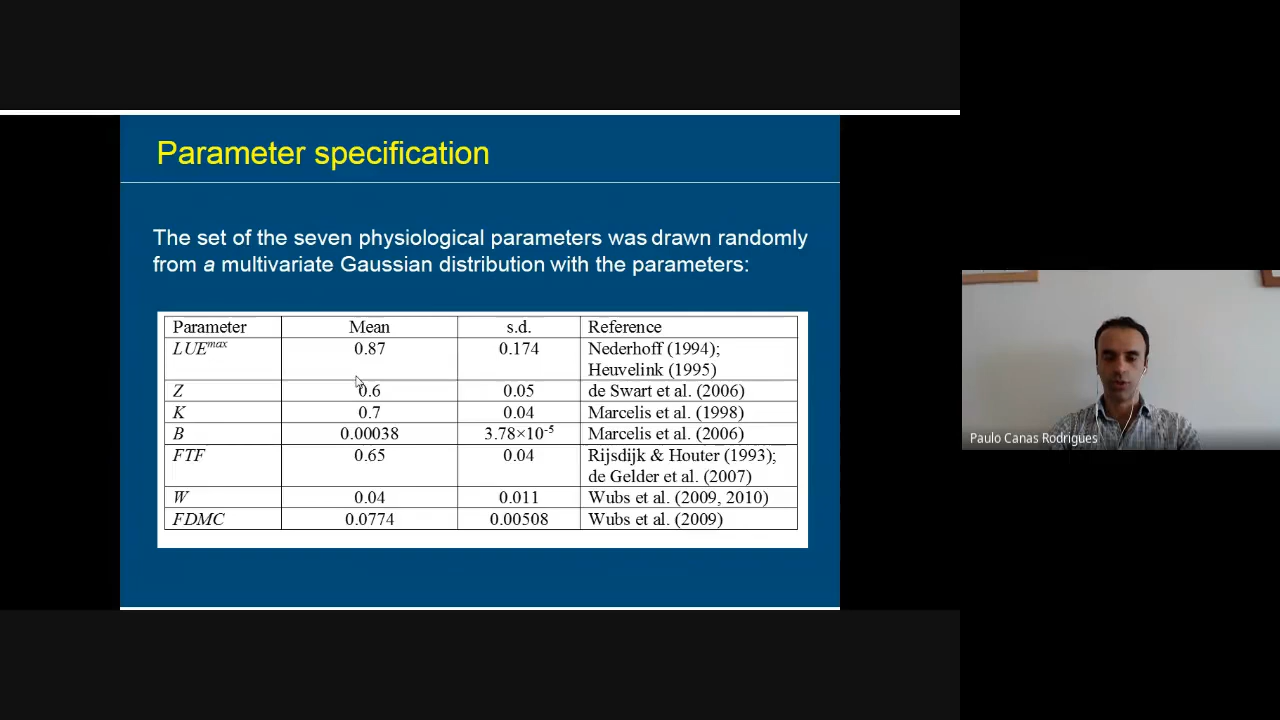 Parameter specification
The set of the seven physiological parameters was drawn randomly
from a multivariate Gaussian distribution with the parameters:
Parameter Mean s.d. Reference
LUEmax 0.87 0.174 Nederhoff (1994);
Heuvelink (1995)
Z 0.6 0.05 de Swart et al. (2006)
K 0.7 0.04 Marcelis et al. (1998)
B 0.00038 3.78×10-5 Marcelis et al. (2006)
FTF 0.65 0.04 Rijsdijk & Houter (1993);
de Gelder et al. (2007)
W 0.04 0.011 Wubs et al. (2009, 2010)
FDMC 0.0774 0.00508 Wubs et al. (2009)
Paulo Canas Rodrigues